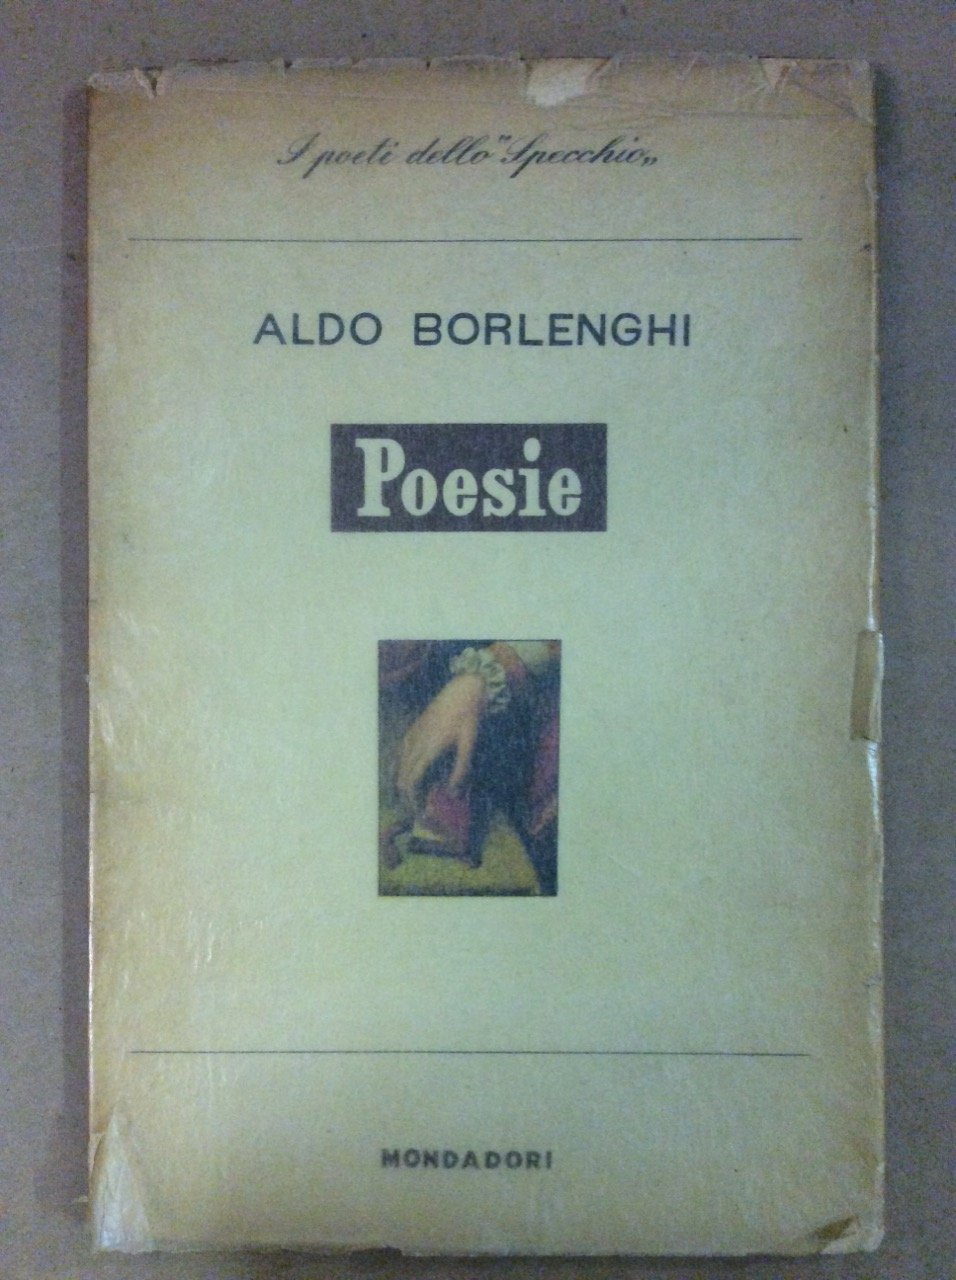 I poeti dello "Specchio„
ALDO BORLENGHI
Poesie
MONDADORI